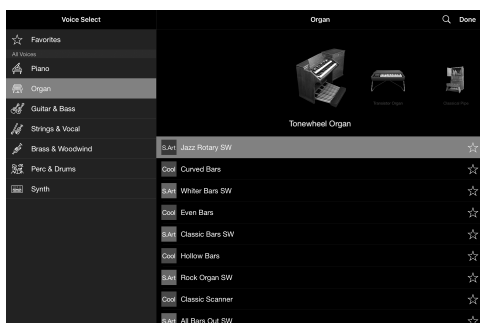 Voice Select
Organ
Done
Favorites
All Voices
Piano
Organ
Guitar & Bass
Strings & Vocal
Brass & Woodwind
Perc & Drums
Synth
Tonewheel Organ
S.Art Jazz Rotary SW
Cool Curved Bars
S.Art Whiter Bars SW
Cool Even Bars
S.Art Classic Bars SW
Cool Hollow Bars
S.Art Rock Organ SW
Cool Classic Scanner
S.Art All Bars Out SW